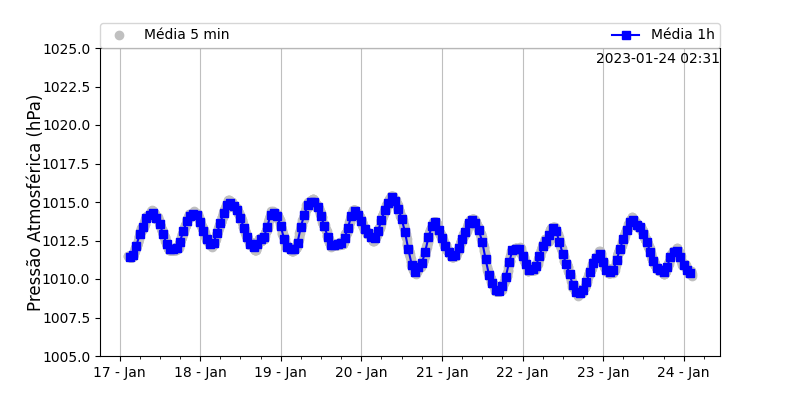 Média 5 min
Média 1h
2023-01-24 02:31
Pressão Atmosférica (hPa)
1025.0
1022.5
1020.0
1017.5
1015.0
1012.5
1010.0
1007.5
1005.0
17 - Jan
18 - Jan
19 - Jan
20 - Jan
21 - Jan
22 - Jan
23 - Jan
24 - Jan